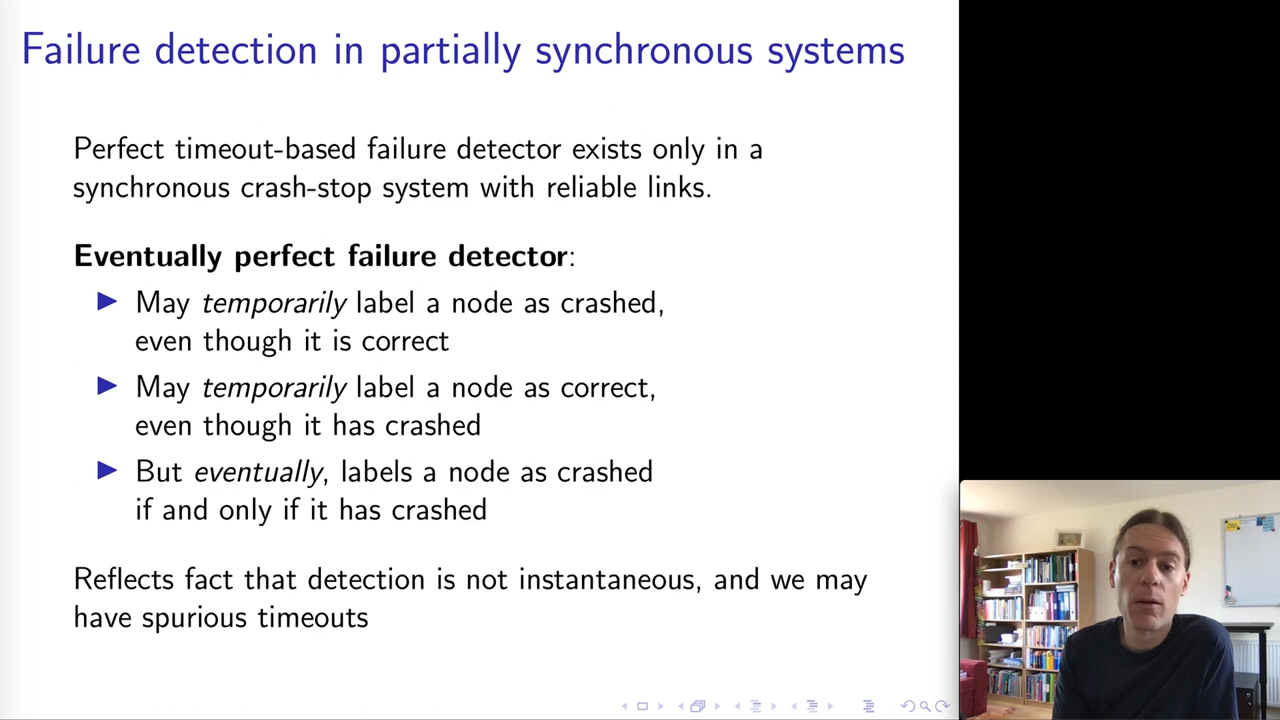 Failure detection in partially synchronous systems
Perfect timeout-based failure detector exists only in a
synchronous crash-stop system with reliable links.
Eventually perfect failure detector:
May temporarily label a node as crashed,
even though it is correct
May temporarily label a node as correct,
even though it has crashed
But eventually, labels a node as crashed
if and only if it has crashed
Reflects fact that detection is not instantaneous, and we may
have spurious timeouts